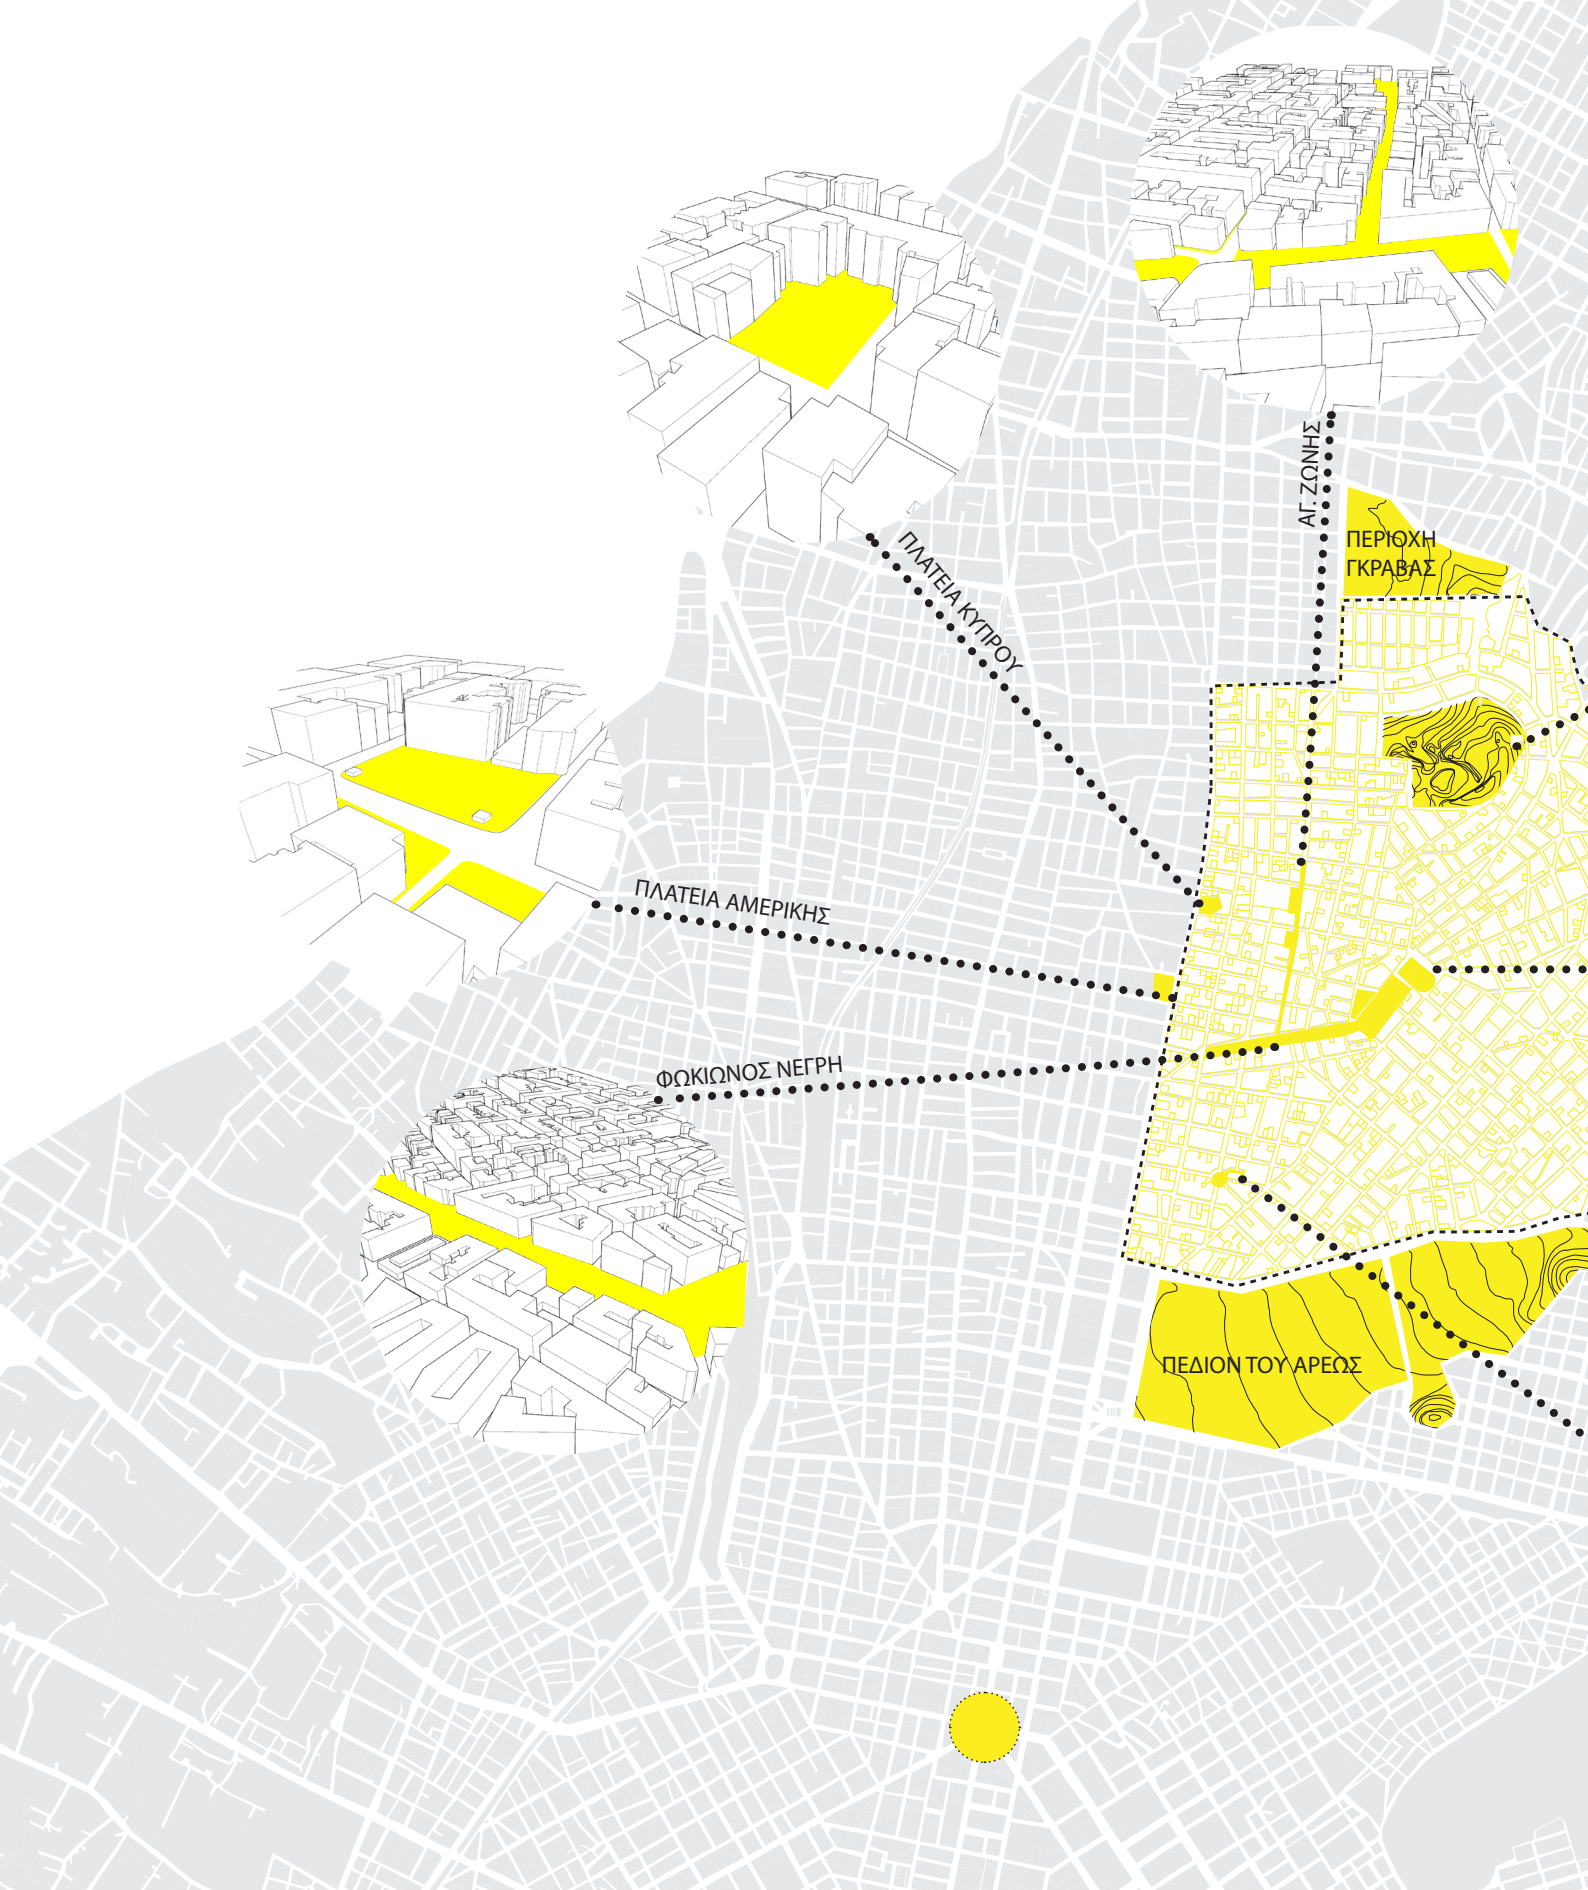 ΑΓ. ΖΩΝΗΣ
ΠΕΡΙΟΧΗ
ΓΚΡΑΒΑΣ
ΠΛΑΤΕΙΑ ΚΥΠΡΟΥ
ΠΛΑΤΕΙΑ ΑΜΕΡΙΚΗΣ
ΦΩΚΙΩΝΟΣ ΝΕΓΡΗ
ΠΕΔΙΟΝ ΤΟΥ ΑΡΕΩΣ